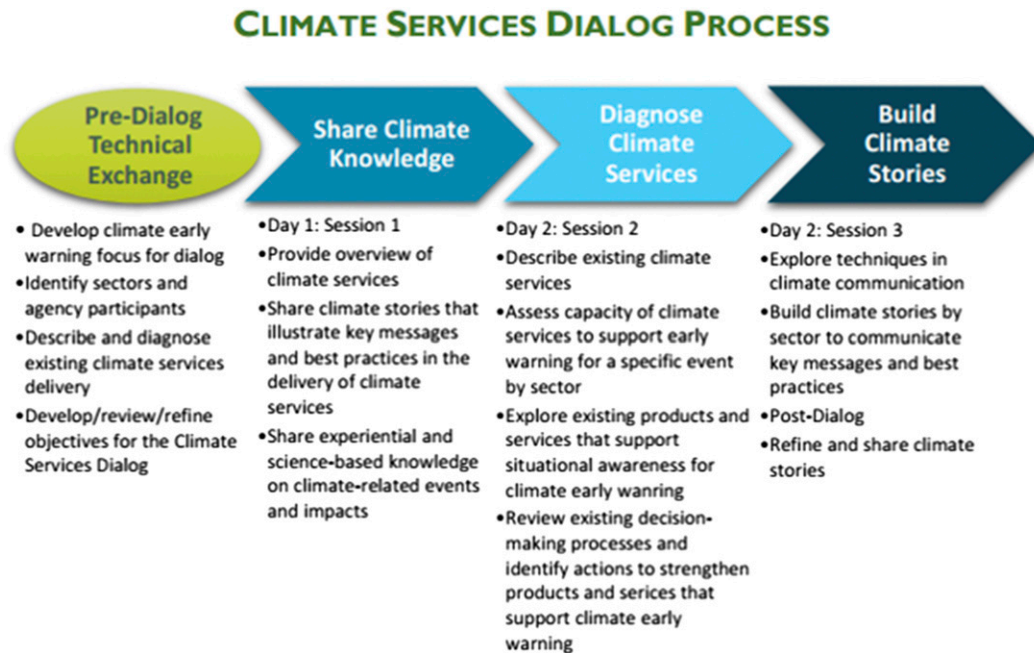 CLIMATE SERVICES DIALOG PROCESS
Pre-Dialog
Technical
Exchange
• Develop climate early
warning focus for dialog
•Identify sectors and
agency participants
•Describe and diagnose
existing climate services
delivery
•Develop/review/refine
objectives for the Climate
Services Dialog
Share Climate
Knowledge
•Day 1: Session 1
•Provide overview of
climate services
•Share climate stories that
illustrate key messages
and best practices in the
delivery of climate
services
•Share experiential and
science-based knowledge
on climate-related events
and impacts
Diagnose
Climate
Services
•Day 2: Session 2
•Describe existing climate
services
•Assess capacity of climate
services to support early
warning for a specific event
by sector
•Explore existing products and
services that support
situational awareness for
climate early wanring
•Review existing decision-
making processes and
identify actions to strengthen
products and serices that
support climate early
warning
Build
Climate
Stories
•Day 2: Session 3
•Explore techniques in
climate communication
•Build climate stories by
sector to communicate
key messages and best
practices
•Post-Dialog
•Refine and share climate
stories